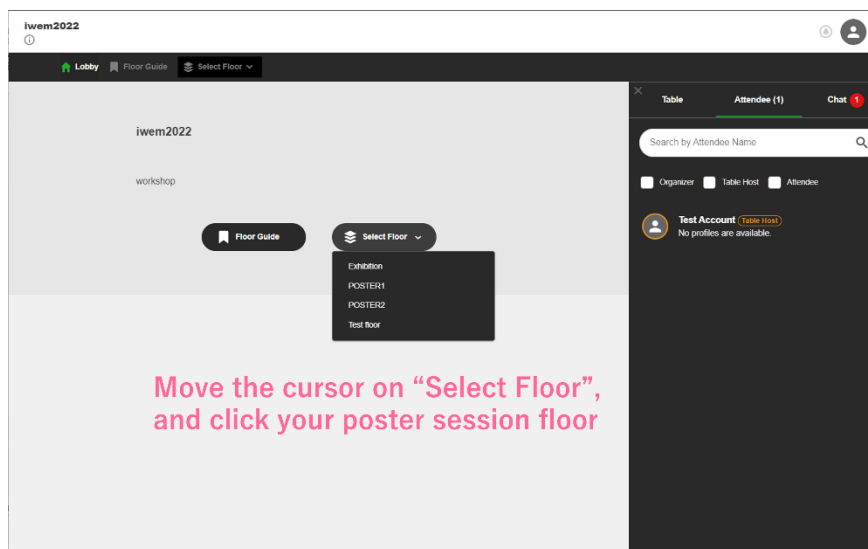 iwem2022
Lobby Floor Guide Select Floor
Table Attendee (1) Chat 1
iwem2022
Search by Attendee Name
workshop
Organizer Table Host Attendee
Floor Guide Select Floor
Test Account Table Host
No profiles are available.
Exhibition
POSTER1
POSTER2
Test floor
Move the cursor on “Select Floor”,
and click your poster session floor